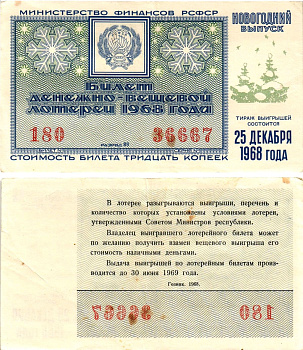 МИНИСТЕРСТВО ФИНАНСОВ РСФСР
НОВОГОДНИЙ
ВЫПУСК
Билет
денежно-вещевой
лотереи 1968 года
ТИРАЖ ВЫИГРЫШЕЙ
СОСТОИТСЯ
25 ДЕКАБРЯ
1968 ГОДА
180 36667
РАЗРЯД
СТОИМОСТЬ БИЛЕТА ТРИДЦАТЬ КОПЕЕК
В лотерее разыгрываются выигрыши, перечень и
количество которых установлены условиями лотереи,
утвержденными Советом Министров республики.
Владелец выигравшего лотерейного билета может
по желанию получить взамен вещевого выигрыша его
стоимость наличными деньгами.
Выдача выигрышей по лотерейным билетам произ-
водится до 30 июня 1969 года.
Гознак. 1968.